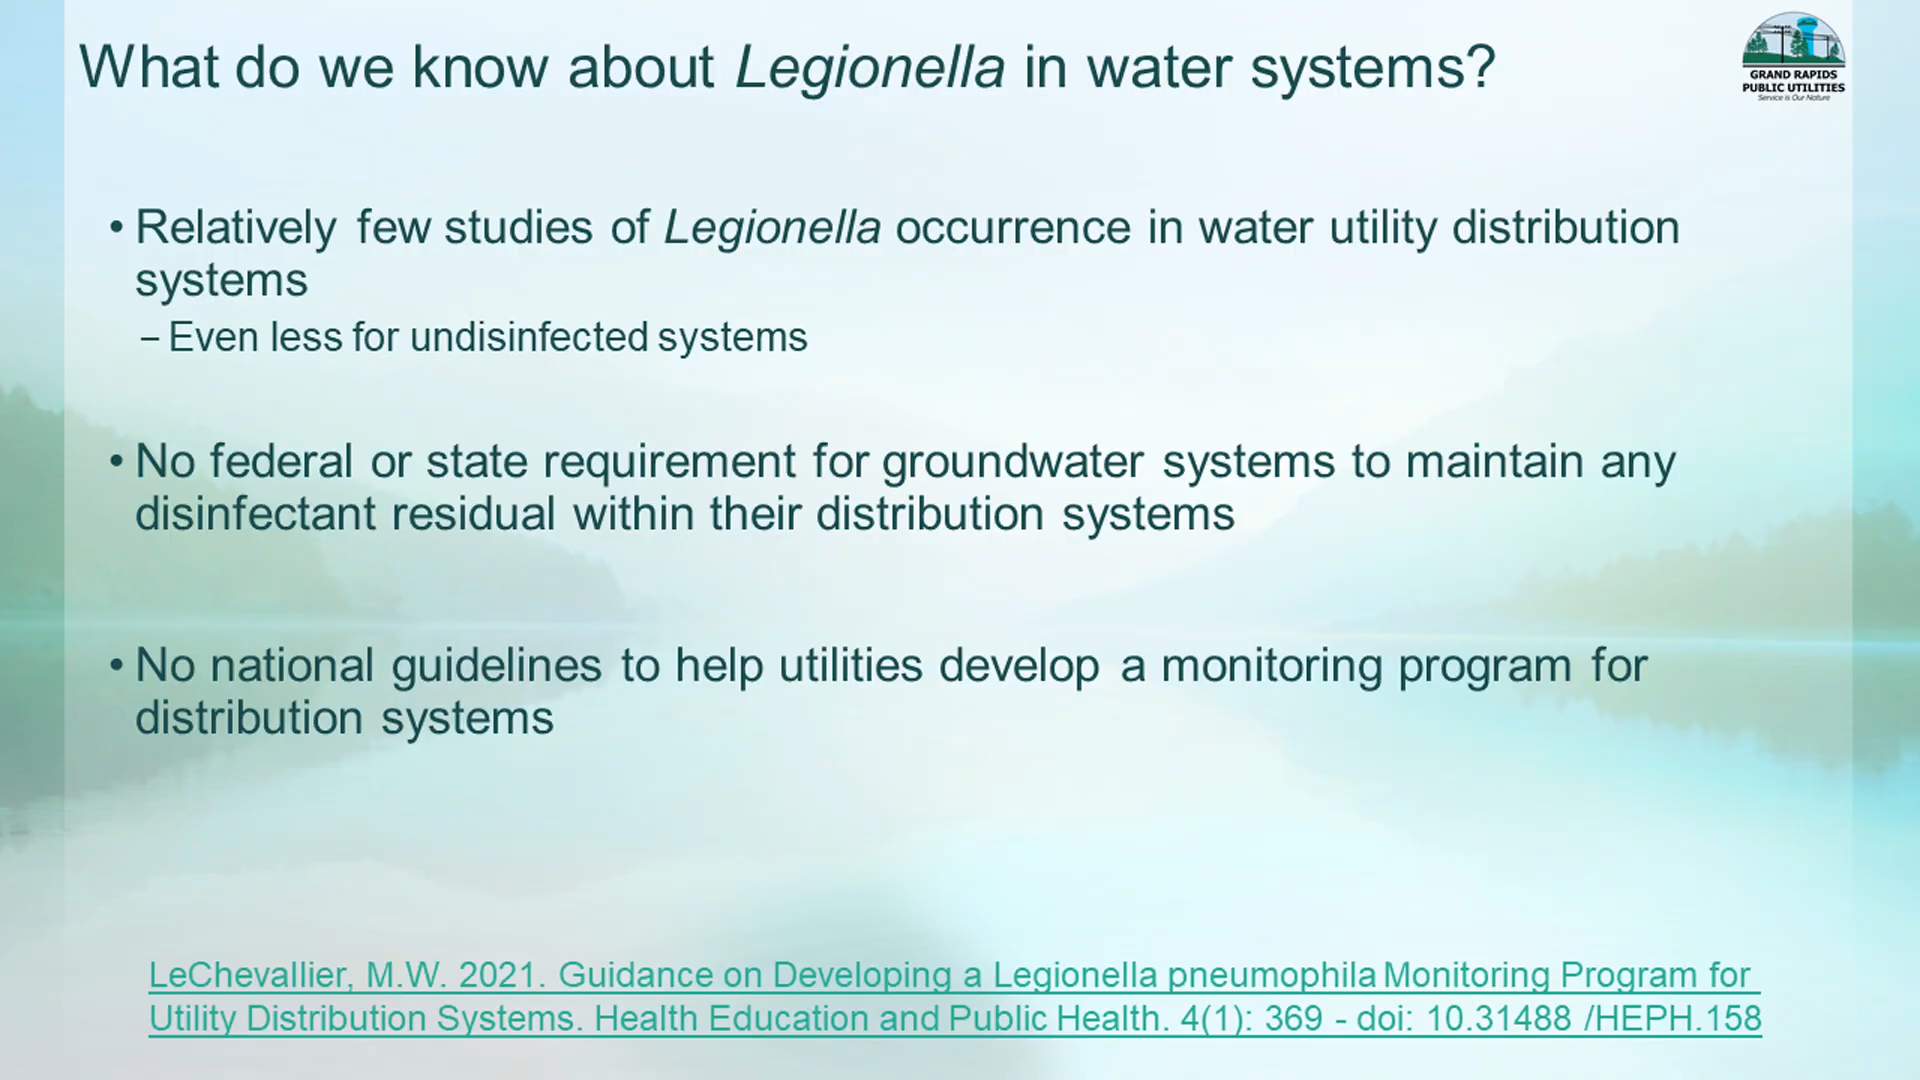 What do we know about Legionella in water systems?
GRAND RAPIDS
PUBLIC UTILITIES
Service is Our Nature
• Relatively few studies of Legionella occurrence in water utility distribution
systems
– Even less for undisinfected systems
• No federal or state requirement for groundwater systems to maintain any
disinfectant residual within their distribution systems
• No national guidelines to help utilities develop a monitoring program for
distribution systems
LeChevallier, M.W. 2021. Guidance on Developing a Legionella pneumophila Monitoring Program for
Utility Distribution Systems. Health Education and Public Health. 4(1): 369 - doi: 10.31488 /HEPH.158